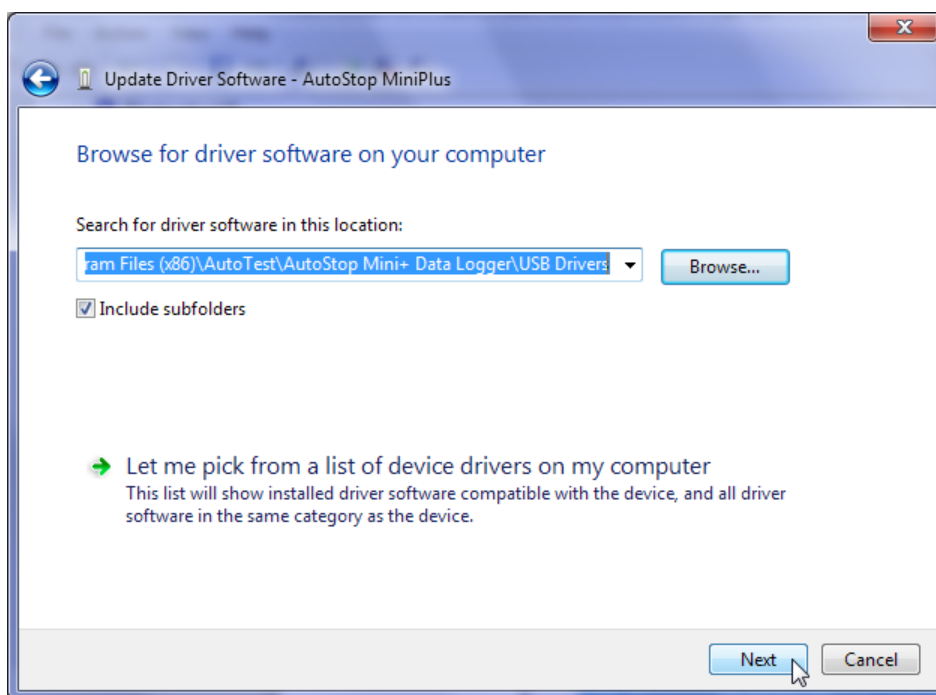 Update Driver Software - AutoStop MiniPlus
Browse for driver software on your computer
Search for driver software in this location:
ram Files (x86)\AutoTest\AutoStop Mini+ Data Logger\USB Drivers
Browse...
Include subfolders
Let me pick from a list of device drivers on my computer
This list will show installed driver software compatible with the device, and all driver
software in the same category as the device.
Next
Cancel